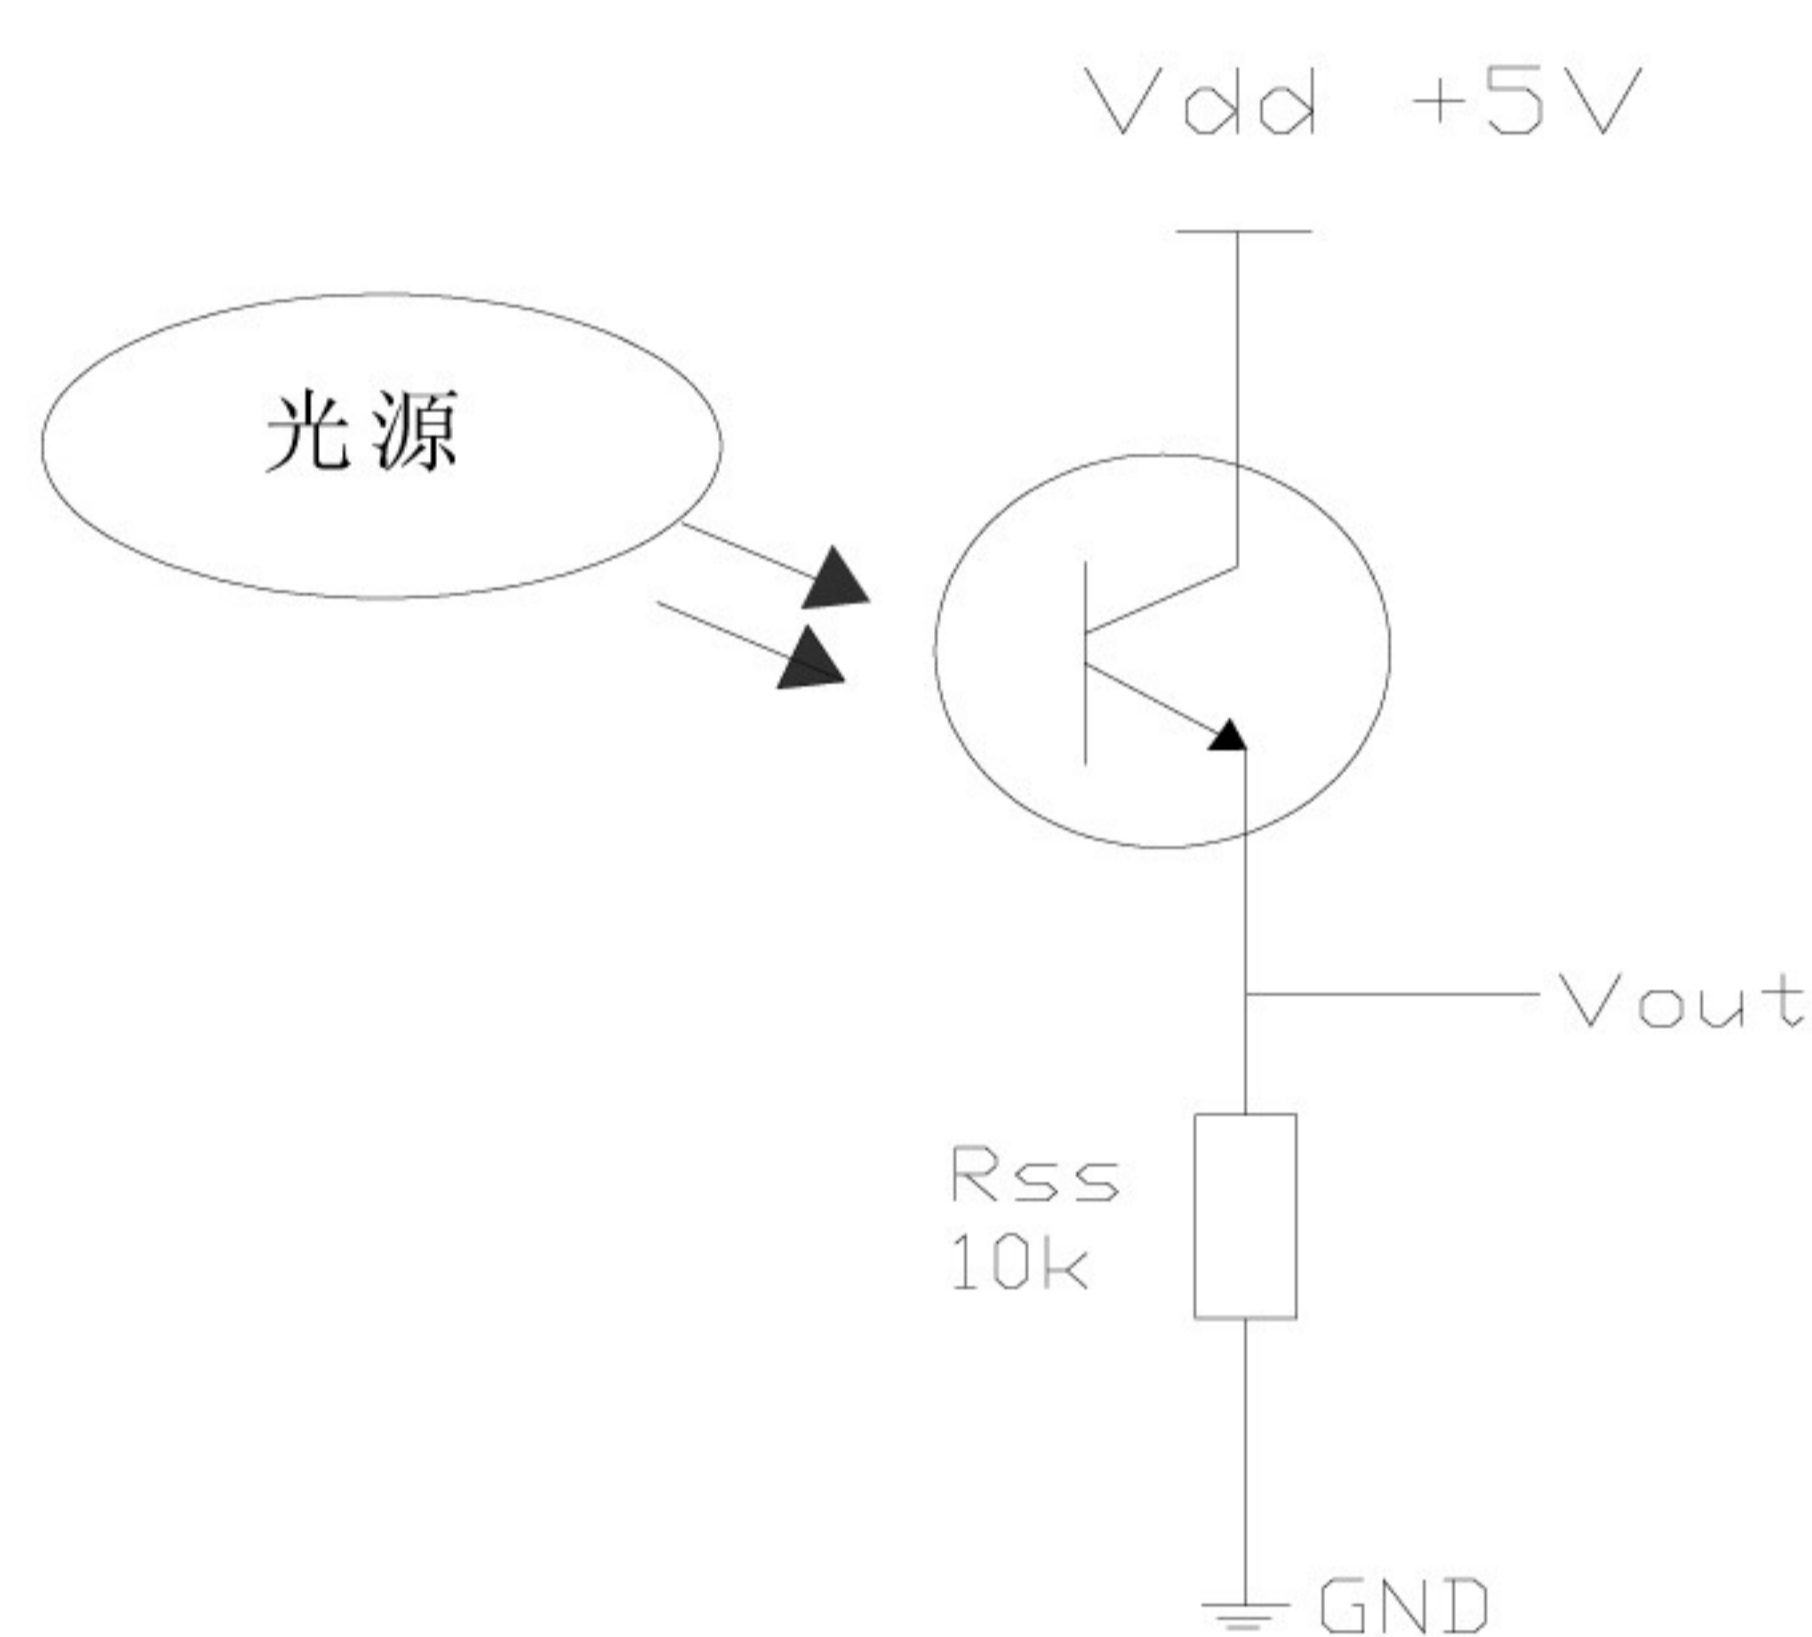 Vdd +5V
光源
Vout
Rss
10k
GND